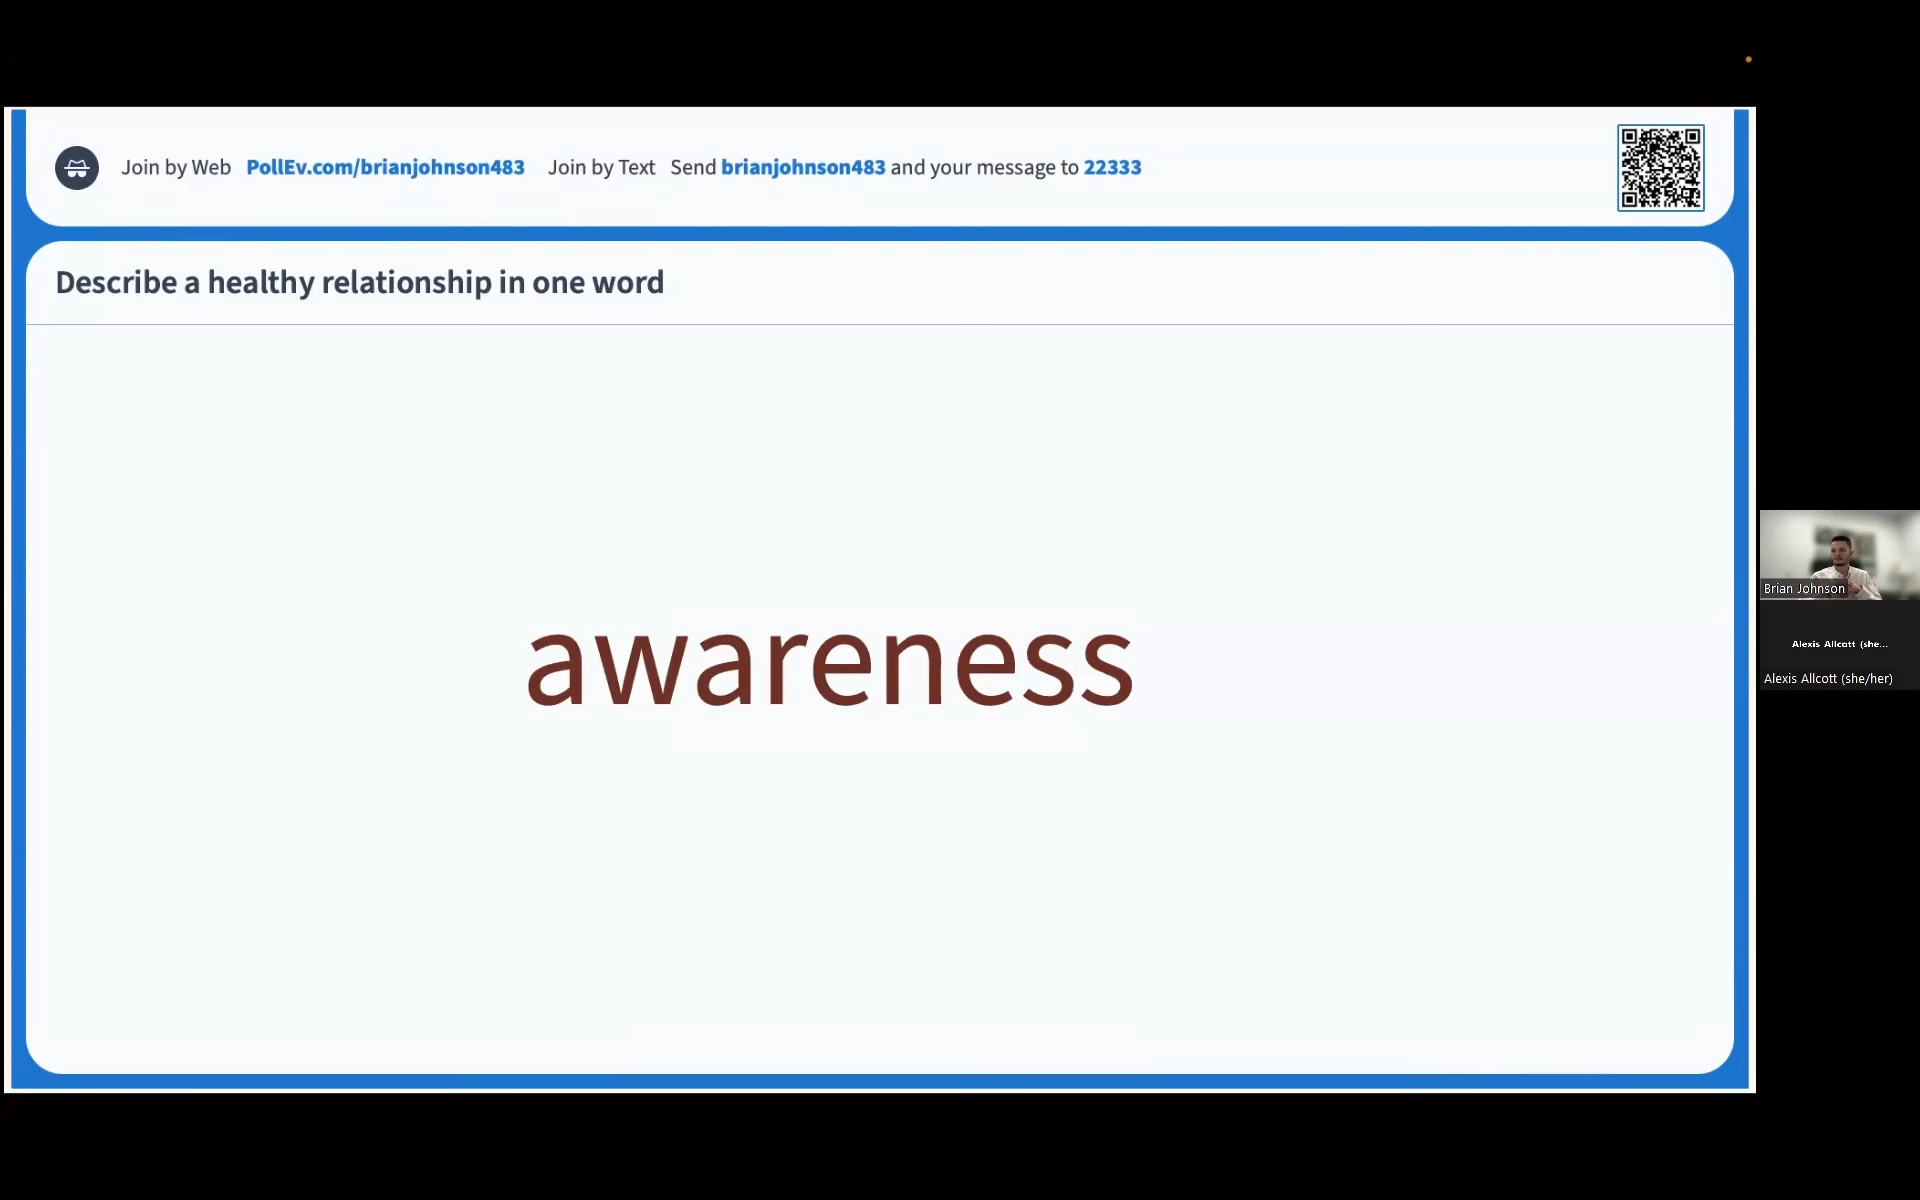 Join by Web PollEv.com/brianjohnson483 Join by Text Send brianjohnson483 and your message to 22333
Describe a healthy relationship in one word
awareness
Brian Johnson
Alexis Allcott (she...
Alexis Allcott (she/her)